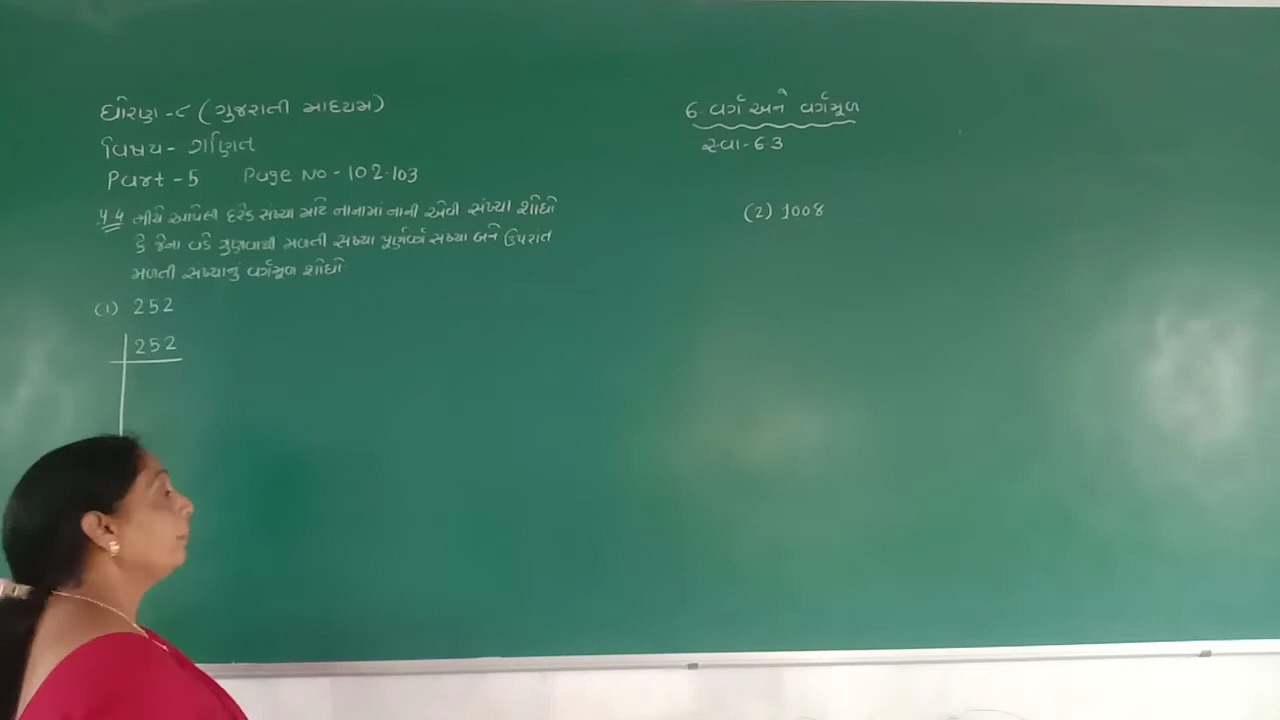 ધોરણ - ૮ (ગુજરાતી માધ્યમ)
વિષય - ગણિત
Part - 5 Page No - 102.103
પ્ર.5 નીચે આપેલી દરેક સંખ્યા માટે નાનામાં નાની એવી સંખ્યા શોધો
કે જેના વડે ગુણવાથી મળતી સંખ્યા પૂર્ણવર્ગ સંખ્યા બને ઉપરાંત
મળતી સંખ્યાનું વર્ગમૂળ શોધો
(1) 252
252
6. વર્ગ અને વર્ગમૂળ
સ્વા - 6.3
(2) 1008